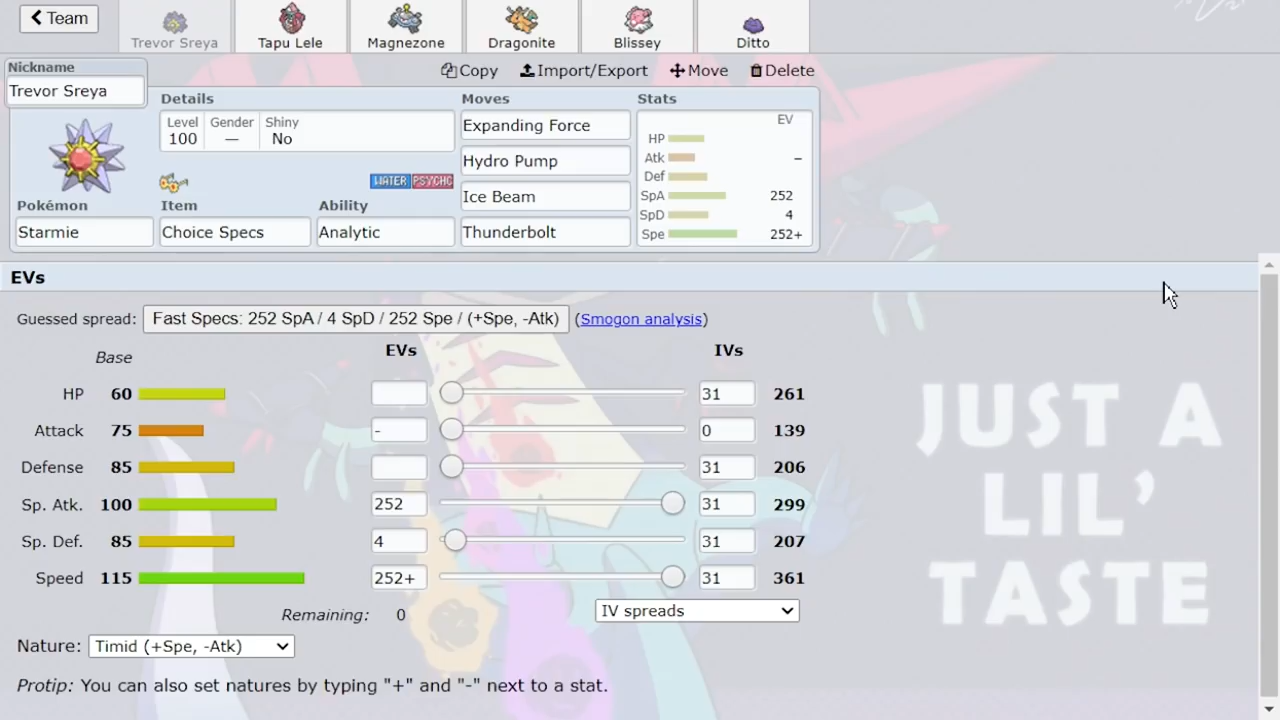 Team
Trevor Sreya
Tapu Lele
Magnezone
Dragonite
Blissey
Ditto
Nickname
Trevor Sreya
Copy
Import/Export
Move
Delete
Details
Moves
Stats
Level
Gender
Shiny
100
—
No
Expanding Force
Hydro Pump
Ice Beam
Thunderbolt
EV
HP
Atk –
Def
SpA 252
SpD 4
Spe 252+
WATER PSYCHC
Pokémon
Item
Ability
Starmie
Choice Specs
Analytic
EVs
Guessed spread: Fast Specs: 252 SpA / 4 SpD / 252 Spe / (+Spe, -Atk) (Smogon analysis)
Base EVs IVs
HP 60 31 261
Attack 75 - 0 139
Defense 85 31 206
Sp. Atk. 100 252 31 299
Sp. Def. 85 4 31 207
Speed 115 252+ 31 361
Remaining: 0 IV spreads
Nature: Timid (+Spe, -Atk)
Protip: You can also set natures by typing "+" and "-" next to a stat.
JUST A
LIL'
TASTE